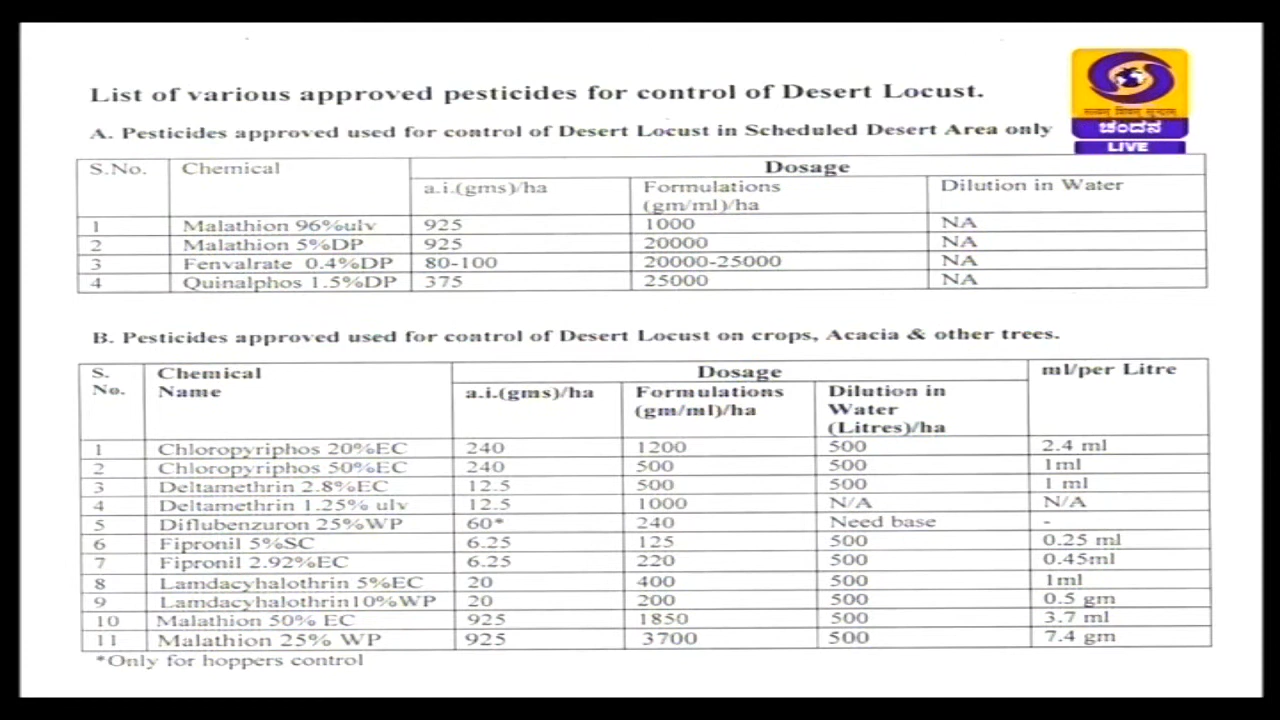 List of various approved pesticides for control of Desert Locust.
सत्यम् शिवम् सुन्दरम्
ಚಂದನ
LIVE
A. Pesticides approved used for control of Desert Locust in Scheduled Desert Area only
S.No. Chemical Dosage
a.i.(gms)/ha Formulations (gm/ml)/ha Dilution in Water
1 Malathion 96%ulv 925 1000 NA
2 Malathion 5%DP 925 20000 NA
3 Fenvalrate 0.4%DP 80-100 20000-25000 NA
4 Quinalphos 1.5%DP 375 25000 NA
B. Pesticides approved used for control of Desert Locust on crops, Acacia & other trees.
S. No. Chemical Name Dosage ml/per Litre
a.i.(gms)/ha Formulations (gm/ml)/ha Dilution in Water (Litres)/ha
1 Chloropyriphos 20%EC 240 1200 500 2.4 ml
2 Chloropyriphos 50%EC 240 500 500 1ml
3 Deltamethrin 2.8%EC 12.5 500 500 1 ml
4 Deltamethrin 1.25% ulv 12.5 1000 N/A N/A
5 Diflubenzuron 25%WP 60* 240 Need base -
6 Fipronil 5%SC 6.25 125 500 0.25 ml
7 Fipronil 2.92%EC 6.25 220 500 0.45ml
8 Lamdacyhalothrin 5%EC 20 400 500 1ml
9 Lamdacyhalothrin10%WP 20 200 500 0.5 gm
10 Malathion 50% EC 925 1850 500 3.7 ml
11 Malathion 25% WP 925 3700 500 7.4 gm
*Only for hoppers control